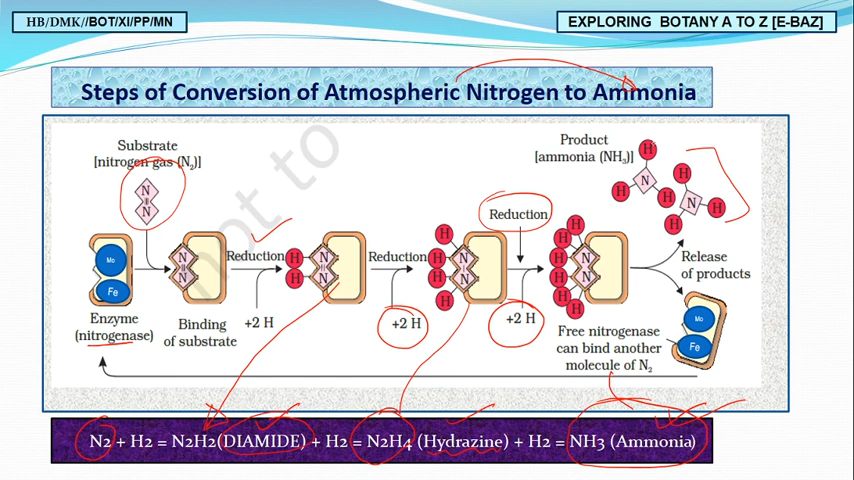 HB/DMK//BOT/XI/PP/MN
EXPLORING BOTANY A TO Z [E-BAZ]
Steps of Conversion of Atmospheric Nitrogen to Ammonia
Substrate
[nitrogen gas (N2)]
Product
[ammonia (NH3)]
not to
N
N
H
H
H
N
H
H
H
N
Reduction
Mo
Fe
N
N
Reduction
H
H
N
N
Reduction
H
H
H
H
N
N
H
H
H
H
H
H
N
N
Release
of products
Enzyme
(nitrogenase)
Binding
of substrate
+2 H
+2 H
+2 H
Free nitrogenase
can bind another
molecule of N2
Mo
Fe
N2 + H2 = N2H2(DIAMIDE) + H2 = N2H4 (Hydrazine) + H2 = NH3 (Ammonia)